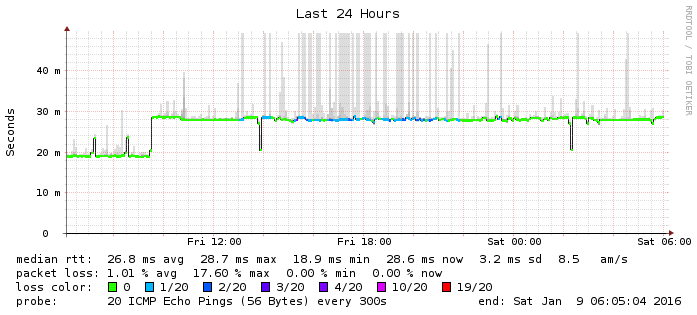 Last 24 Hours
RRDTOOL / TOBI OETIKER
Seconds
40 m
30 m
20 m
10 m
0
Fri 12:00 Fri 18:00 Sat 00:00 Sat 06:00
median rtt: 26.8 ms avg 28.7 ms max 18.9 ms min 28.6 ms now 3.2 ms sd 8.5 am/s
packet loss: 1.01 % avg 17.60 % max 0.00 % min 0.00 % now
loss color: 0 1/20 2/20 3/20 4/20 10/20 19/20
probe: 20 ICMP Echo Pings (56 Bytes) every 300s end: Sat Jan 9 06:05:04 2016